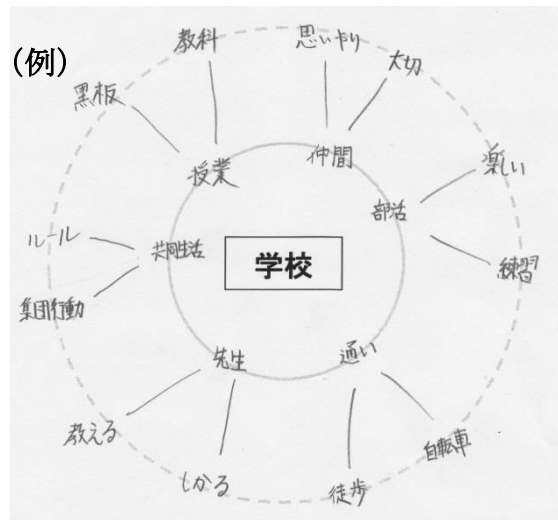 (例)
教科
思いやり
大切
黒板
授業
仲間
楽しい
部活
ルール
共同生活
学校
練習
集団行動
先生
通い
教える
自転車
しかる
徒歩